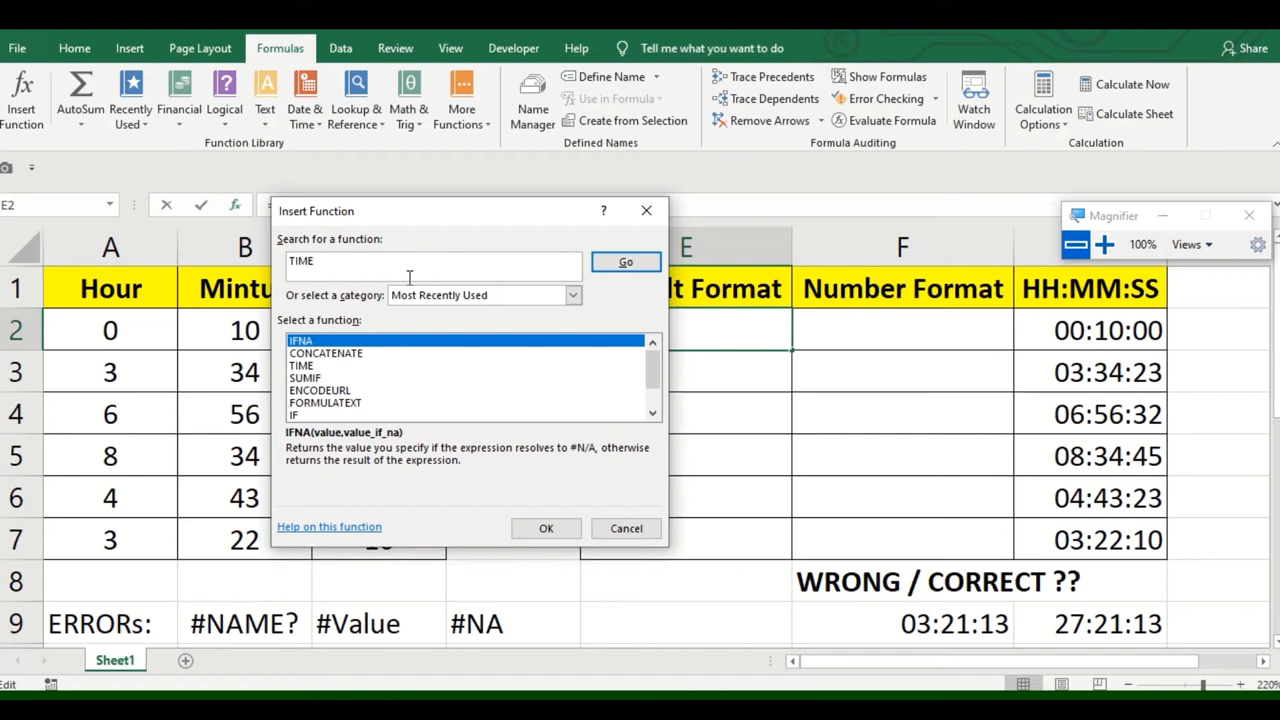 File Home Insert Page Layout Formulas Data Review View Developer Help Tell me what you want to do Share
fx Insert Function
AutoSum
Recently Used
Financial
Logical
Text
Date & Time
Lookup & Reference
Math & Trig
More Functions
Function Library
Name Manager
Define Name
Use in Formula
Create from Selection
Defined Names
Trace Precedents
Trace Dependents
Remove Arrows
Show Formulas
Error Checking
Evaluate Formula
Formula Auditing
Watch Window
Calculation Options
Calculate Now
Calculate Sheet
Calculation
E2 fx =
Insert Function ?
Search for a function:
TIME
Go
Or select a category: Most Recently Used
Select a function:
IFNA
CONCATENATE
TIME
SUMIF
ENCODEURL
FORMULATEXT
IF
IFNA(value,value_if_na)
Returns the value you specify if the expression resolves to #N/A, otherwise
returns the result of the expression.
Help on this function
OK
Cancel
Magnifier
100% Views
A B E F G
1 Hour Mintu lt Format Number Format HH:MM:SS
2 0 10 00:10:00
3 3 34 03:34:23
4 6 56 06:56:32
5 8 34 08:34:45
6 4 43 04:43:23
7 3 22 03:22:10
8 WRONG / CORRECT ??
9 ERRORs: #NAME? #Value #NA 03:21:13 27:21:13
Sheet1
Edit
220%